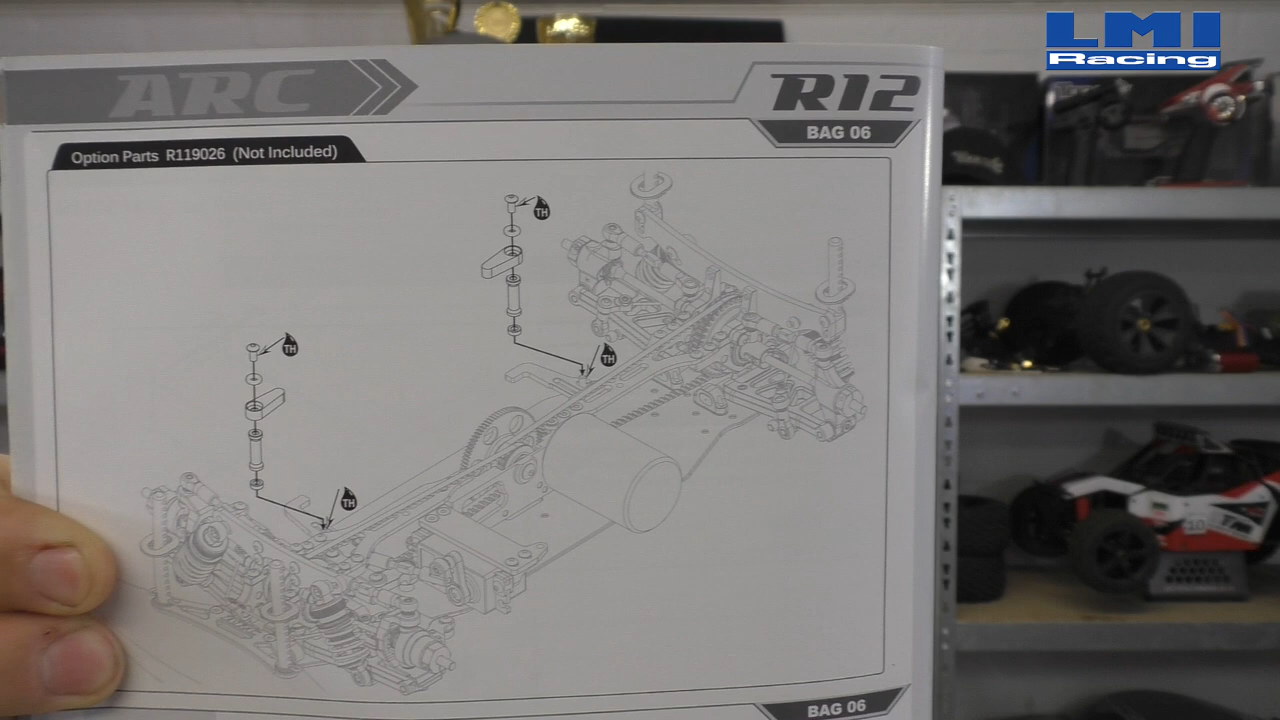 LMI
Racing
ARC
R12
BAG 06
Option Parts R119026 (Not Included)
TH
TH
TH
TH
BAG 06